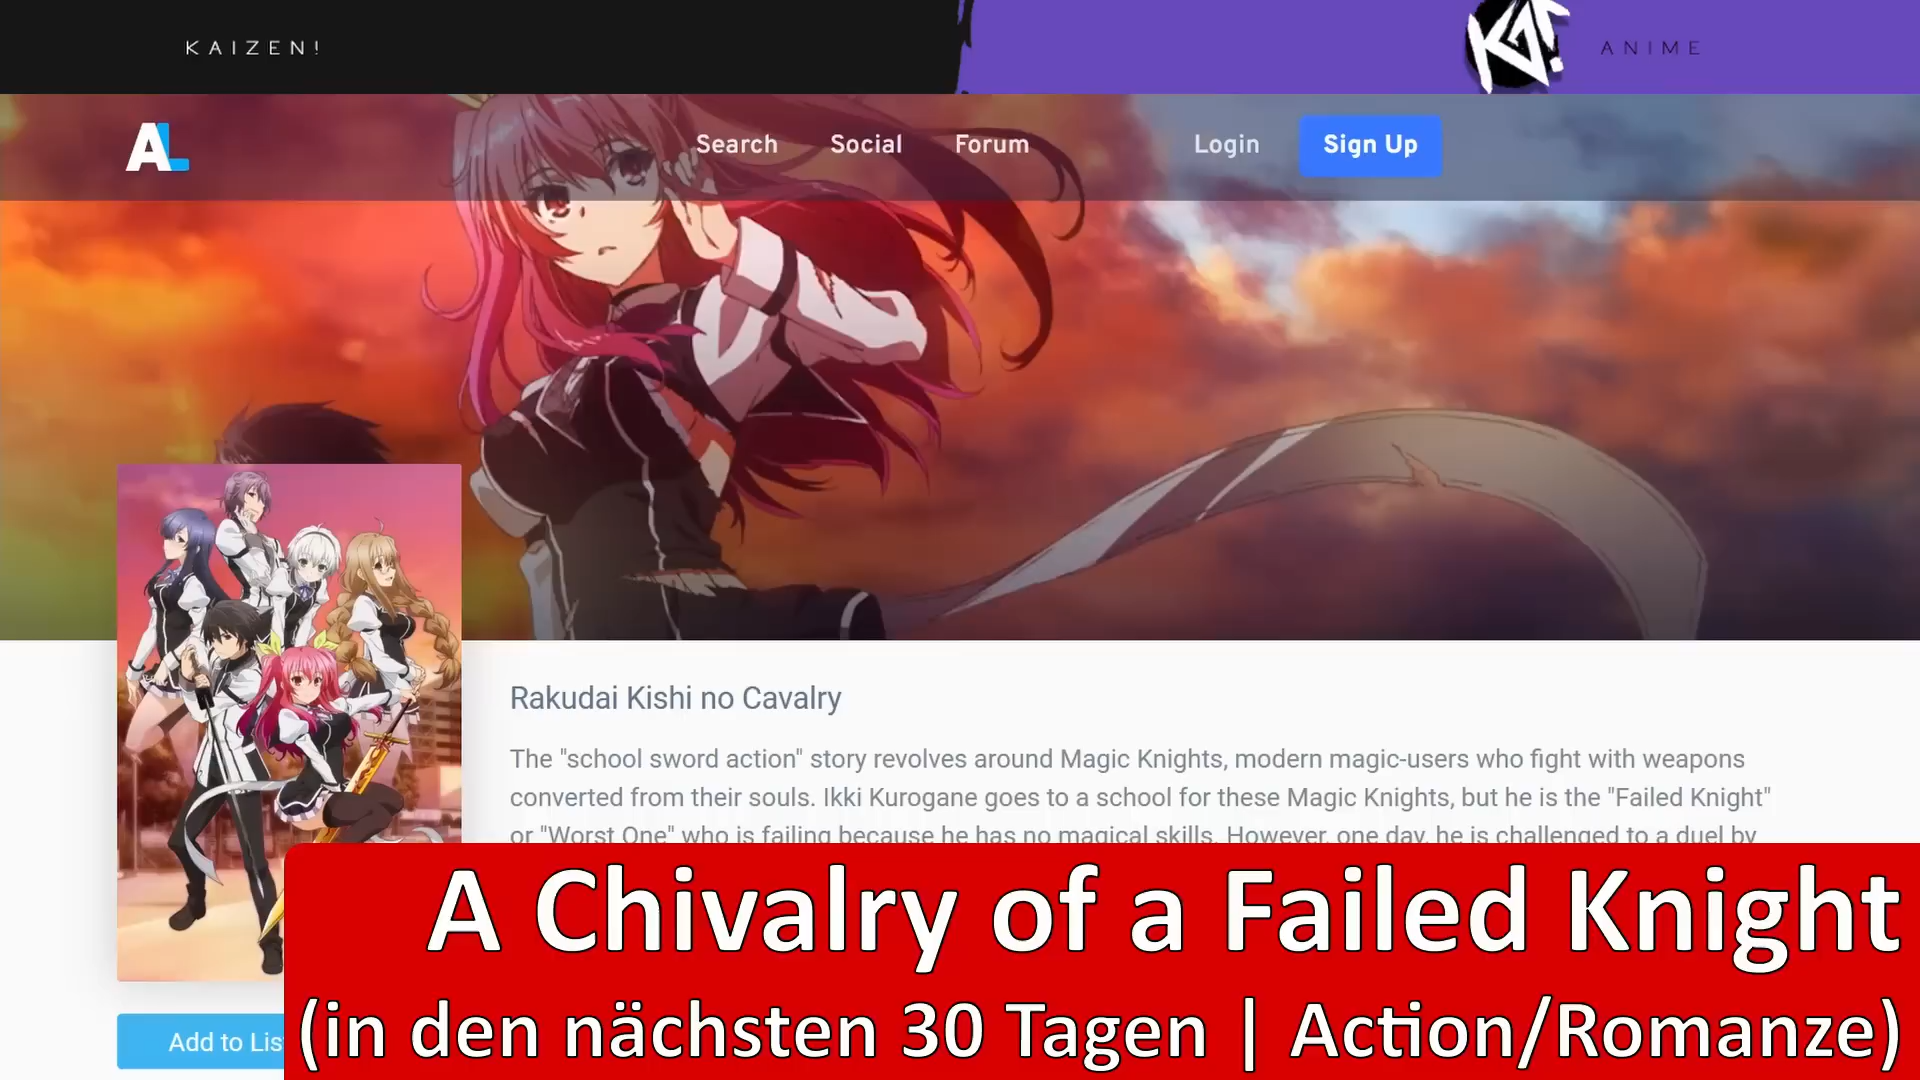 KAIZEN!
KA!
ANIME
AL
Search Social Forum Login Sign Up
Rakudai Kishi no Cavalry
The "school sword action" story revolves around Magic Knights, modern magic-users who fight with weapons
converted from their souls. Ikki Kurogane goes to a school for these Magic Knights, but he is the "Failed Knight"
or "Worst One" who is failing because he has no magical skills. However, one day, he is challenged to a duel by
A Chivalry of a Failed Knight
Add to Lis
(in den nächsten 30 Tagen | Action/Romanze)